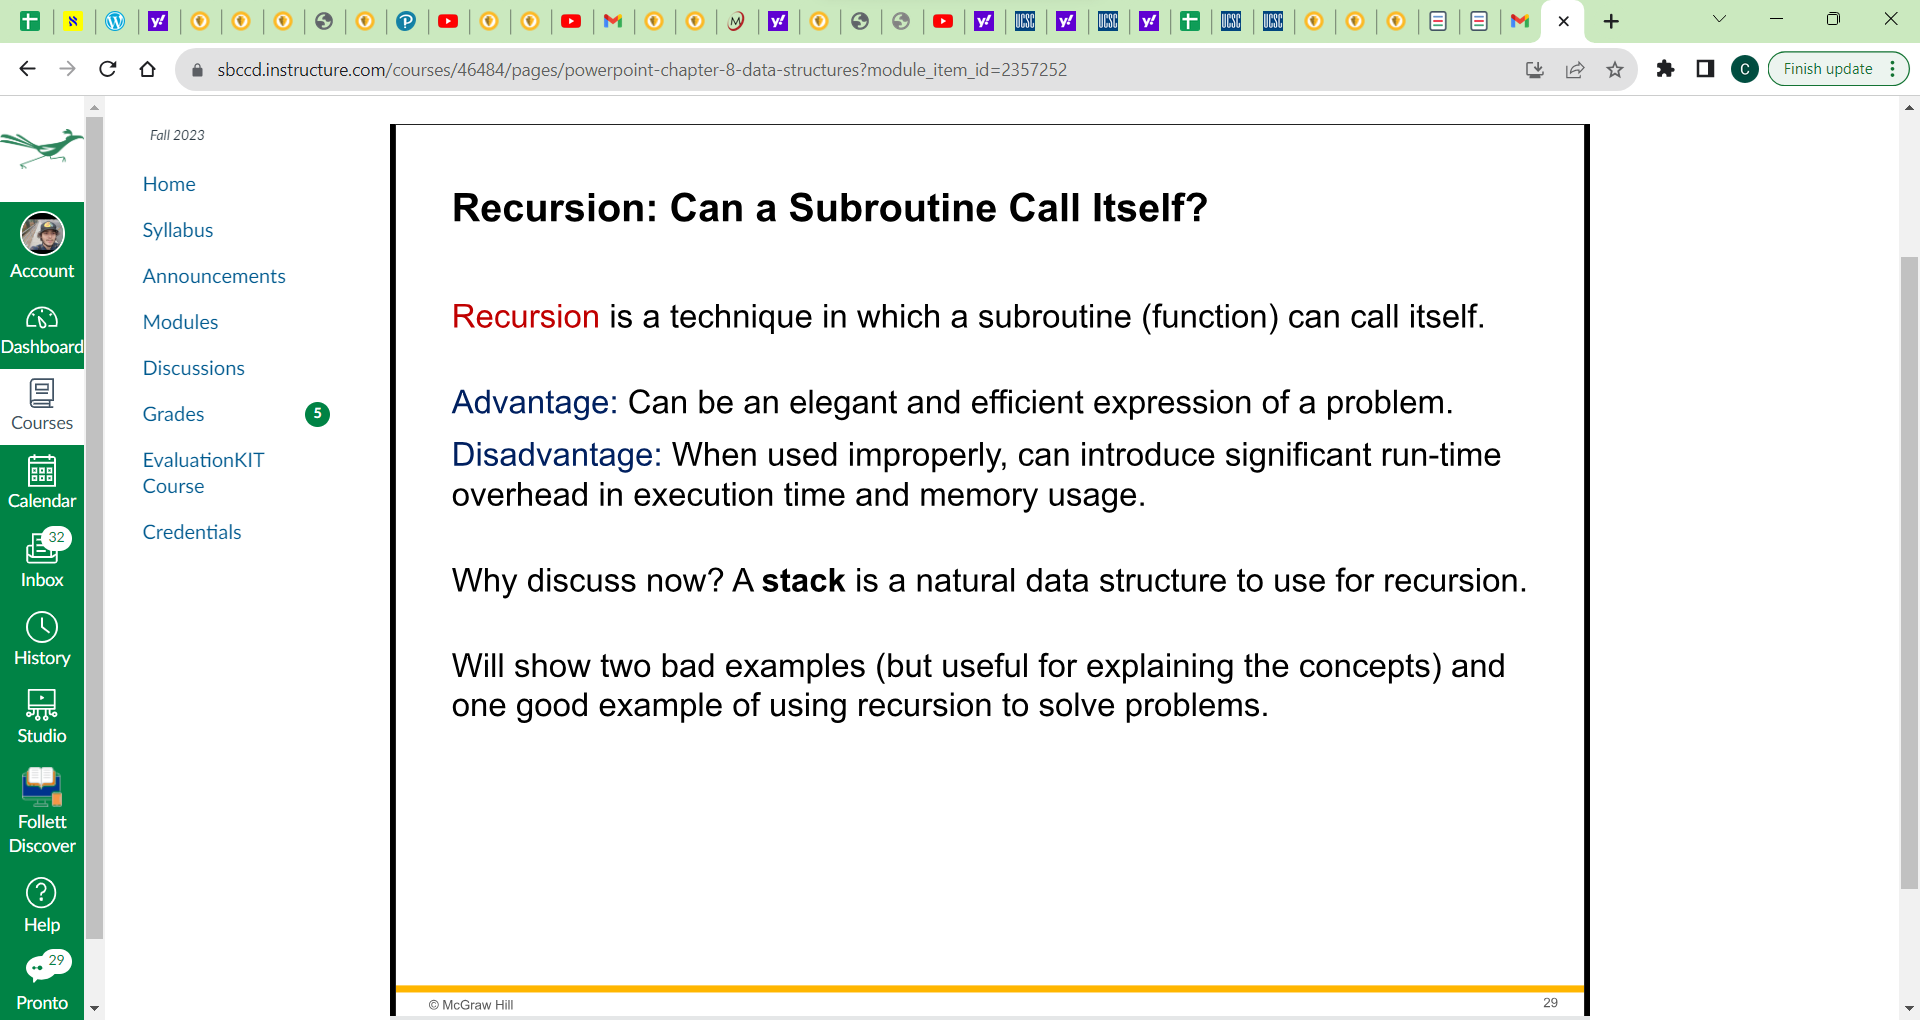 sbccd.instructure.com/courses/46484/pages/powerpoint-chapter-8-data-structures?module_item_id=2357252
C
Finish update
Fall 2023
Home
Syllabus
Announcements
Modules
Discussions
Grades
5
EvaluationKIT
Course
Credentials
Account
Dashboard
Courses
Calendar
32
Inbox
History
Studio
Follett
Discover
Help
29
Pronto
Recursion: Can a Subroutine Call Itself?
Recursion is a technique in which a subroutine (function) can call itself.
Advantage: Can be an elegant and efficient expression of a problem.
Disadvantage: When used improperly, can introduce significant run-time
overhead in execution time and memory usage.
Why discuss now? A stack is a natural data structure to use for recursion.
Will show two bad examples (but useful for explaining the concepts) and
one good example of using recursion to solve problems.
© McGraw Hill
29